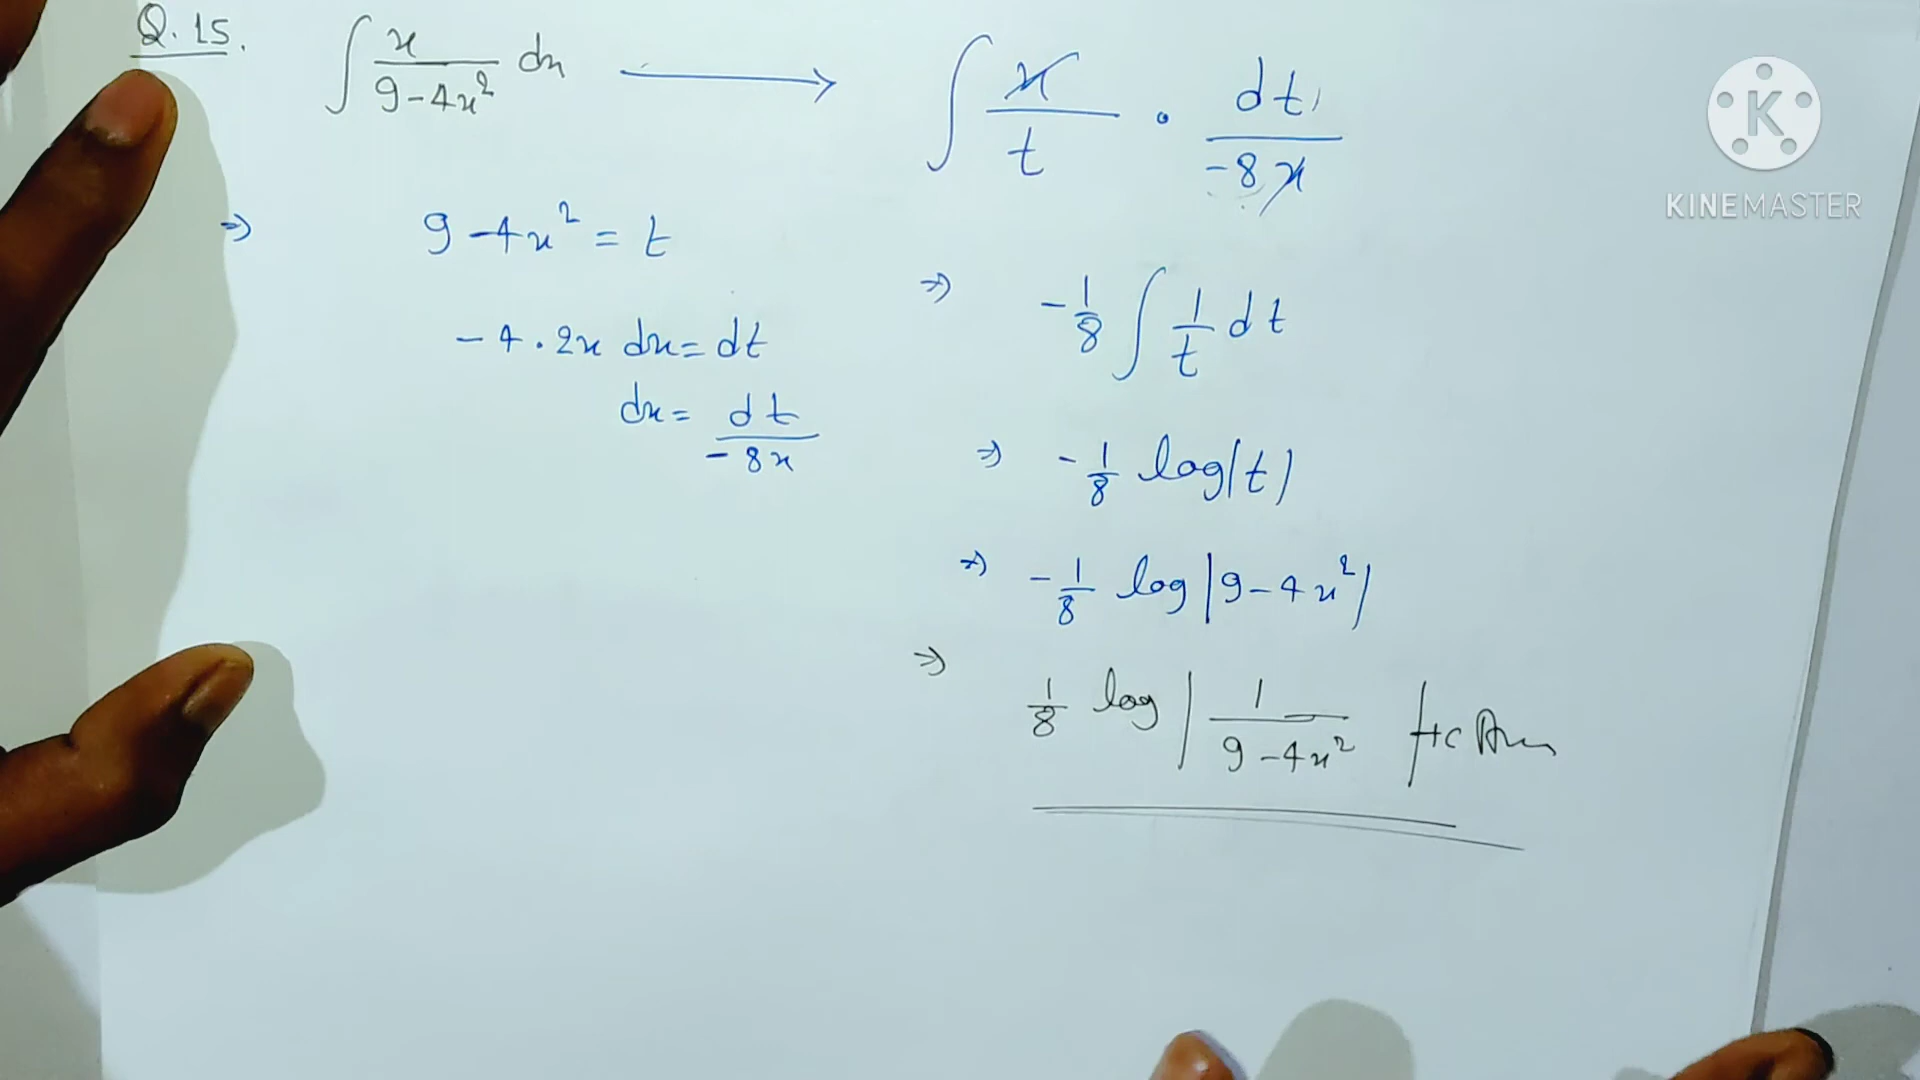 Q. 15. ∫ x/(9-4x²) dx ⟶ ∫ x/t · dt/(-8x)
⇒ 9-4x² = t
-4.2x dx = dt
dx = dt/(-8x)
⇒ -1/8 ∫ 1/t dt
⇒ -1/8 log|t|
⇒ -1/8 log|9-4x²|
⇒ 1/8 log|1/(9-4x²)|+c Ans
K
KINEMASTER